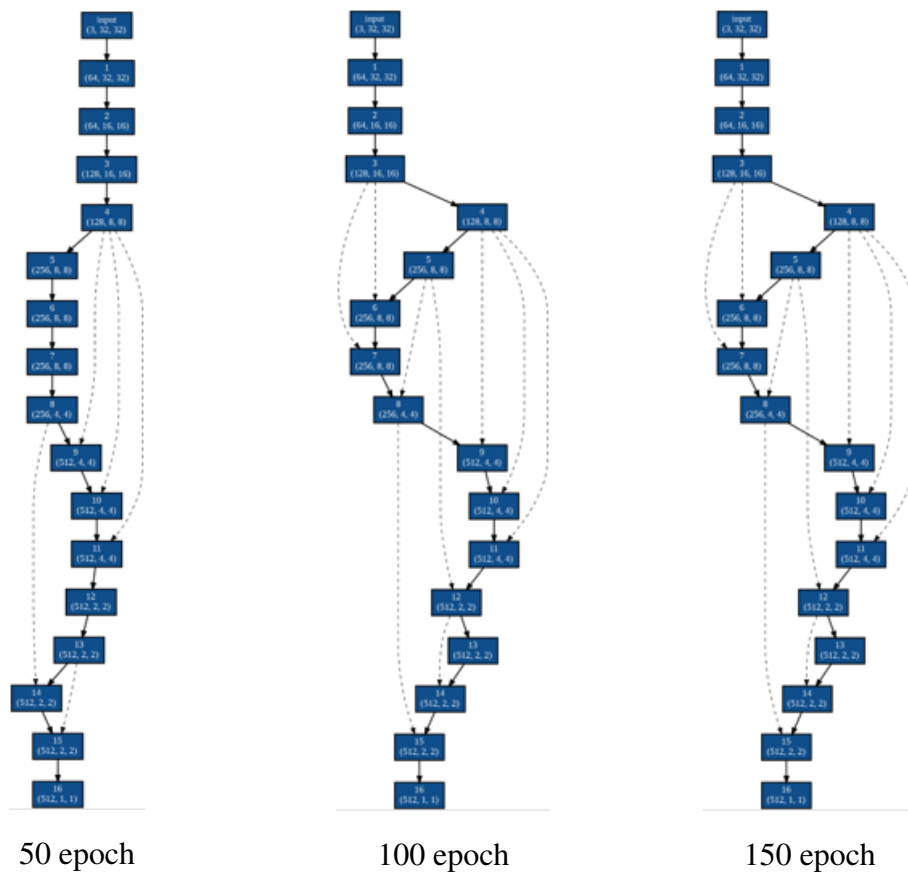 input
(3, 32, 32)
1
(64, 32, 32)
2
(64, 16, 16)
3
(128, 16, 16)
4
(128, 8, 8)
5
(256, 8, 8)
6
(256, 8, 8)
7
(256, 8, 8)
8
(256, 4, 4)
9
(512, 4, 4)
10
(512, 4, 4)
11
(512, 4, 4)
12
(512, 2, 2)
13
(512, 2, 2)
14
(512, 2, 2)
15
(512, 2, 2)
16
(512, 1, 1)
50 epoch
input
(3, 32, 32)
1
(64, 32, 32)
2
(64, 16, 16)
3
(128, 16, 16)
4
(128, 8, 8)
5
(256, 8, 8)
6
(256, 8, 8)
7
(256, 8, 8)
8
(256, 4, 4)
9
(512, 4, 4)
10
(512, 4, 4)
11
(512, 4, 4)
12
(512, 2, 2)
13
(512, 2, 2)
14
(512, 2, 2)
15
(512, 2, 2)
16
(512, 1, 1)
100 epoch
input
(3, 32, 32)
1
(64, 32, 32)
2
(64, 16, 16)
3
(128, 16, 16)
4
(128, 8, 8)
5
(256, 8, 8)
6
(256, 8, 8)
7
(256, 8, 8)
8
(256, 4, 4)
9
(512, 4, 4)
10
(512, 4, 4)
11
(512, 4, 4)
12
(512, 2, 2)
13
(512, 2, 2)
14
(512, 2, 2)
15
(512, 2, 2)
16
(512, 1, 1)
150 epoch